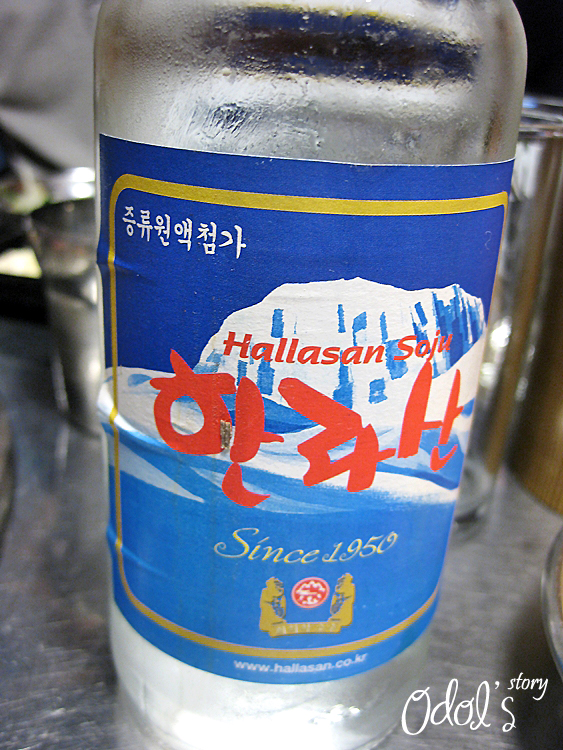 증류원액첨가
Hallasan Soju
한라산
Since 1950
www.hallasan.co.kr
Odol's story